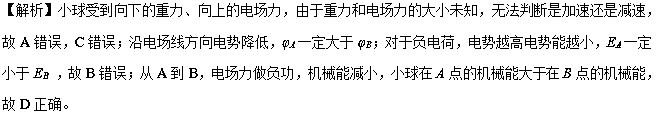 【解析】小球受到向下的重力、向上的电场力，由于重力和电场力的大小未知，无法判断是加速还是减速，
故 A 错误，C 错误；沿电场线方向电势降低，φA一定大于 φB；对于负电荷，电势越高电势能越小，EA一定
小于 EB ，故 B 错误；从 A 到 B，电场力做负功，机械能减小，小球在 A 点的机械能大于在 B 点的机械能，
故 D 正确。